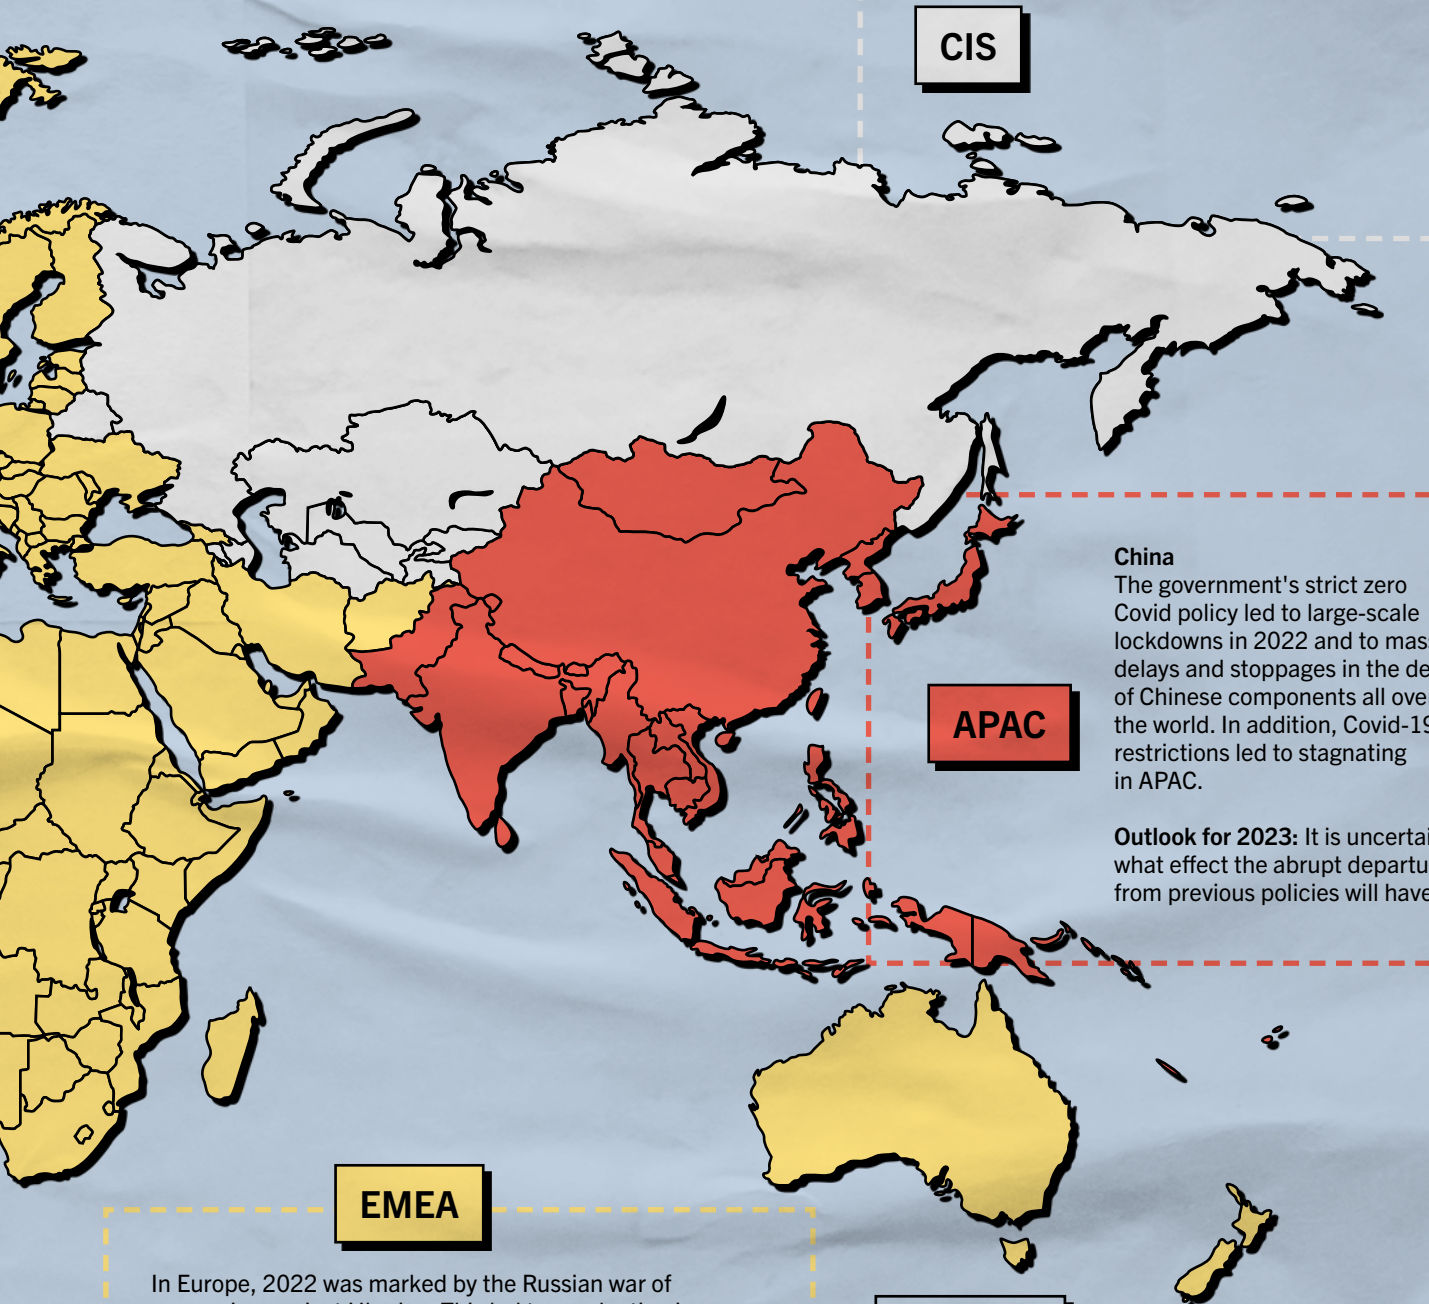 CIS
China
The government's strict zero
Covid policy led to large-scale
lockdowns in 2022 and to
delays and stoppages in the
of Chinese components all
the world. In addition,
restrictions led to stagnating
in APAC.
Outlook for 2023: It is
what effect the abrupt
from previous policies will have
APAC
EMEA
In Europe, 2022 was marked by the Russian war of